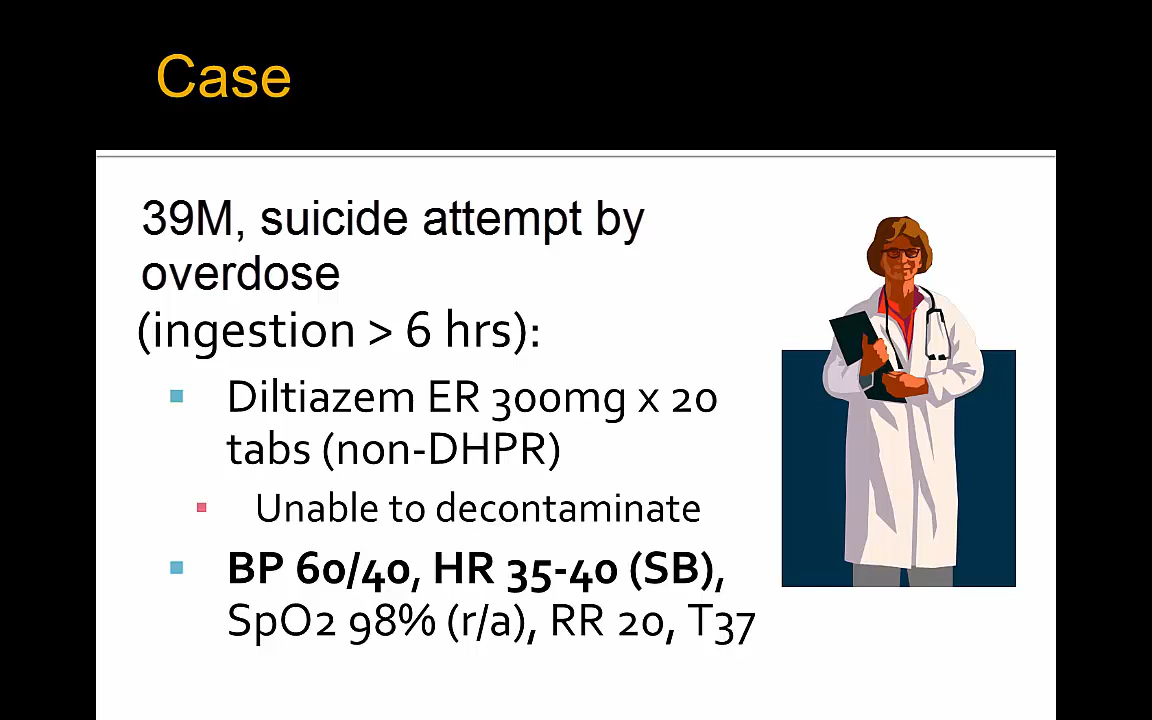 Case
39M, suicide attempt by
overdose
(ingestion > 6 hrs):
Diltiazem ER 300mg x 20
tabs (non-DHPR)
Unable to decontaminate
BP 60/40, HR 35-40 (SB),
SpO2 98% (r/a), RR 20, T37